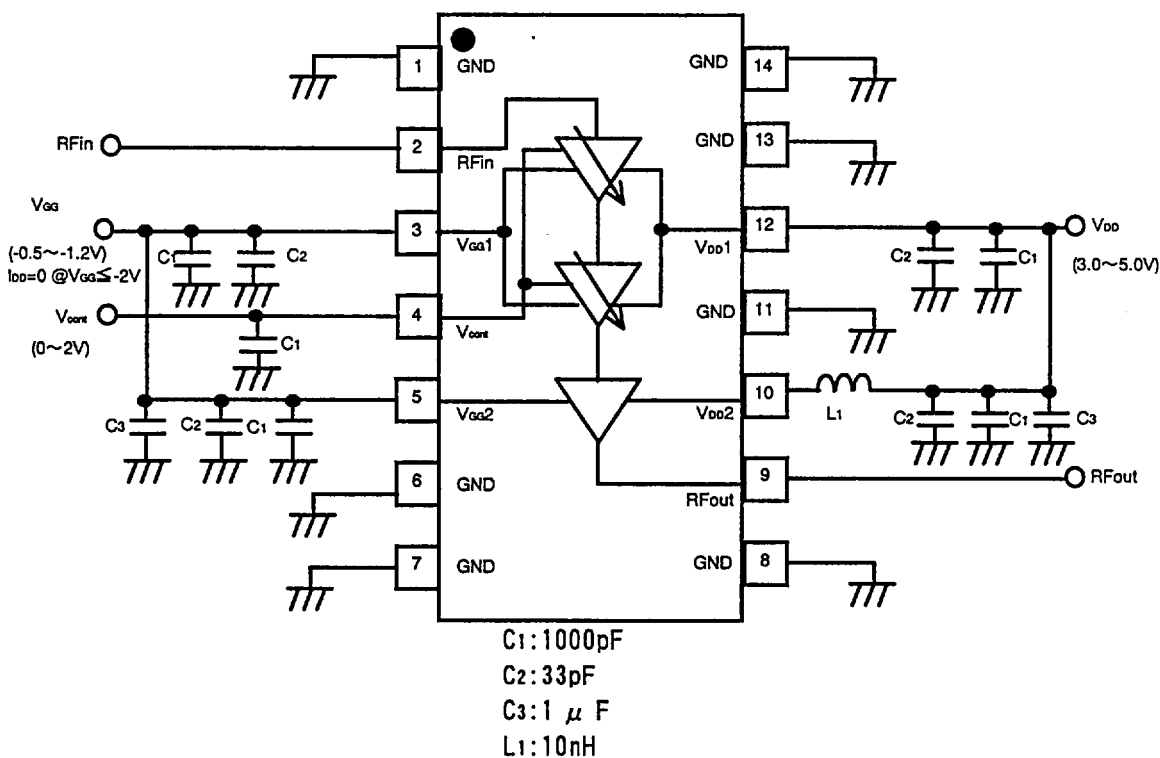 1
GND
GND
14
RFin
2
RFin
GND
13
VGG
(-0.5~-1.2V)
IDD=0 @VGG≦-2V
C1
C2
3
VGG1
VDD1
12
C2
C1
VDD
(3.0~5.0V)
Vcont
(0~2V)
C1
4
Vcont
GND
11
C3
C2
C1
5
VGG2
VDD2
10
L1
C2
C1
C3
6
GND
RFout
9
RFout
7
GND
GND
8
C1:1000pF
C2:33pF
C3:1 μ F
L1:10nH